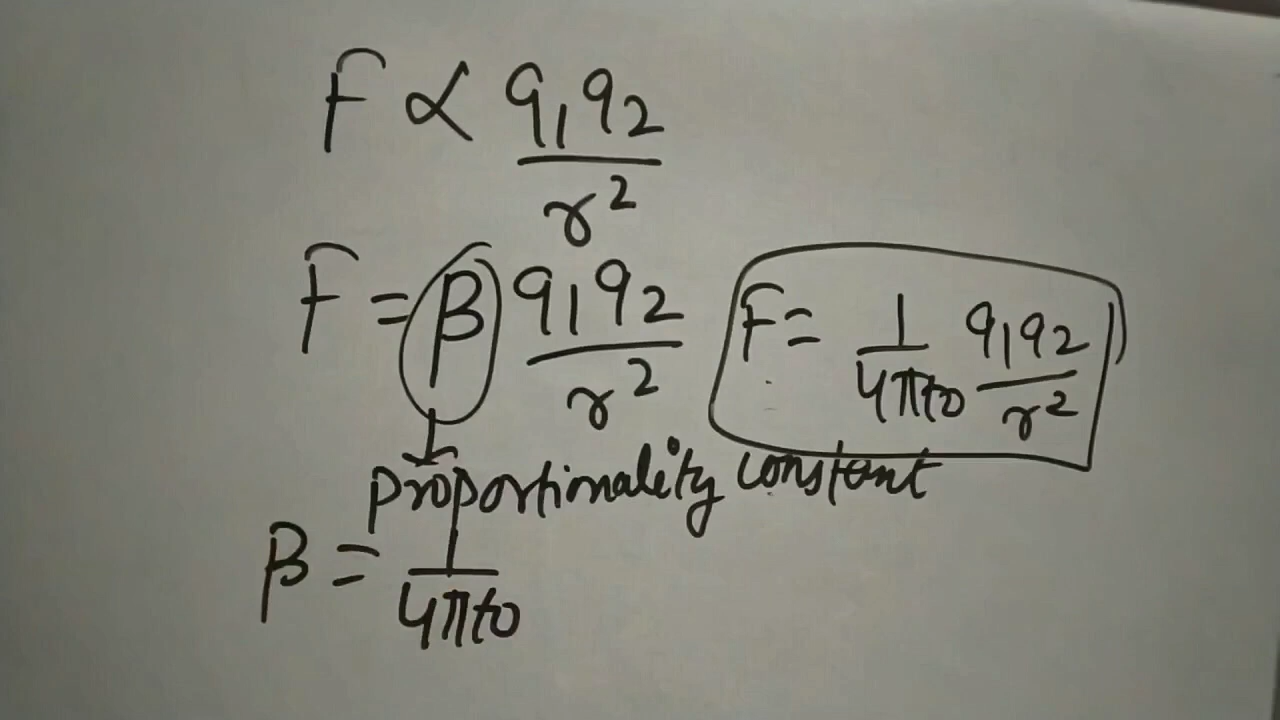 F ∝ q₁q₂/r²
F = β q₁q₂/r²
F = 1/4πε₀ q₁q₂/r²
proportionality constant
β = 1/4πε₀